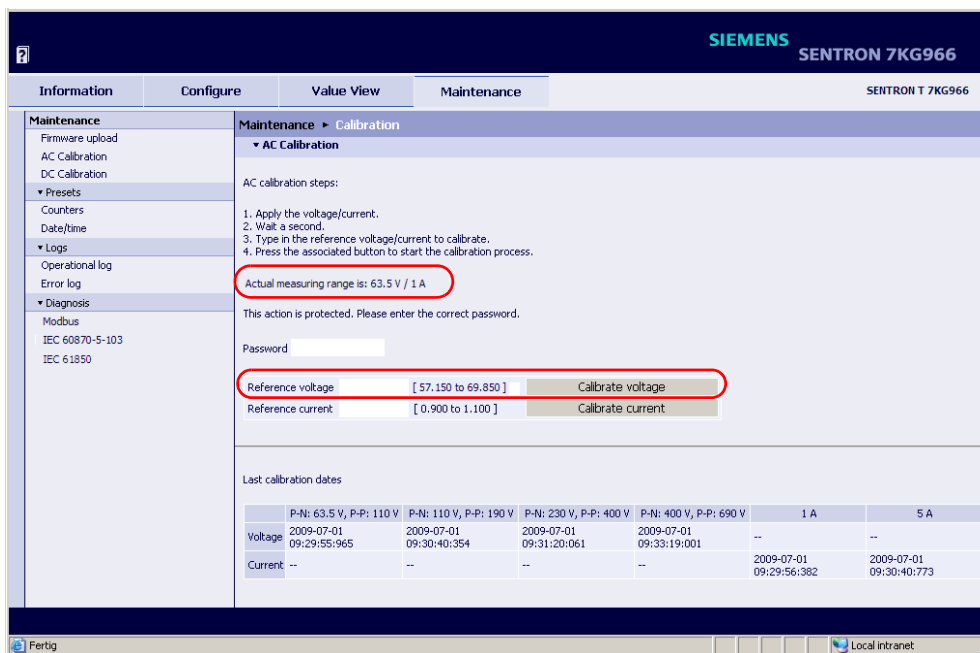 SIEMENS
SENTRON 7KG966
Information Configure Value View Maintenance SENTRON T 7KG966
Maintenance
Firmware upload
AC Calibration
DC Calibration
▾ Presets
Counters
Date/time
▾ Logs
Operational log
Error log
▾ Diagnosis
Modbus
IEC 60870-5-103
IEC 61850
Maintenance ► Calibration
▾ AC Calibration
AC calibration steps:
1. Apply the voltage/current.
2. Wait a second.
3. Type in the reference voltage/current to calibrate.
4. Press the associated button to start the calibration process.
Actual measuring range is: 63.5 V / 1 A
This action is protected. Please enter the correct password.
Password
Reference voltage [ 57.150 to 69.850 ] Calibrate voltage
Reference current [ 0.900 to 1.100 ] Calibrate current
Last calibration dates
P-N: 63.5 V, P-P: 110 V P-N: 110 V, P-P: 190 V P-N: 230 V, P-P: 400 V P-N: 400 V, P-P: 690 V 1 A 5 A
Voltage 2009-07-01 09:29:55:965 2009-07-01 09:30:40:354 2009-07-01 09:31:20:061 2009-07-01 09:33:19:001 -- --
Current -- -- -- -- 2009-07-01 09:29:56:382 2009-07-01 09:30:40:773
Fertig Local intranet